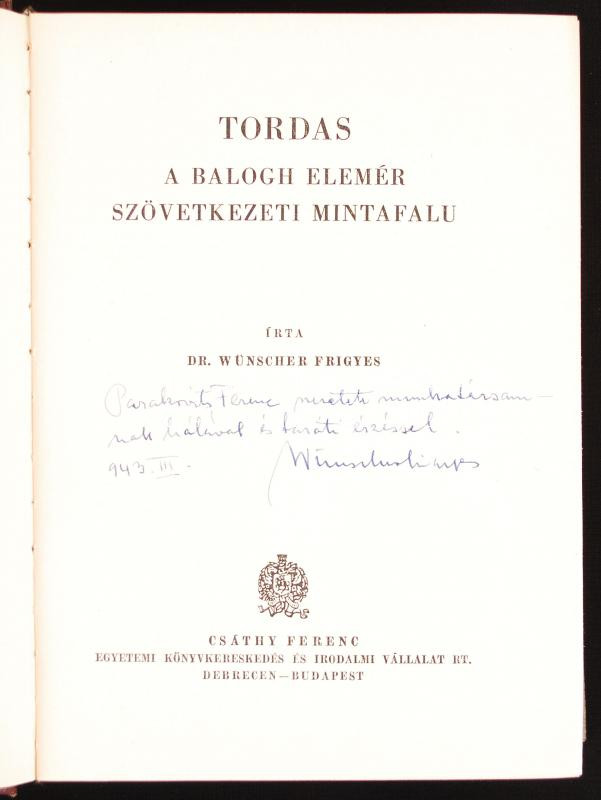 TORDAS
A BALOGH ELEMÉR
SZÖVETKEZETI MINTAFALU
ÍRTA
DR. WÜNSCHER FRIGYES
Ferenc szeretett munkatársam-
nak hálával és baráti érzéssel.
943. III.
Wünscher Frigyes
CSÁTHY FERENC
EGYETEMI KÖNYVKERESKEDÉS ÉS IRODALMI VÁLLALAT RT.
DEBRECEN—BUDAPEST